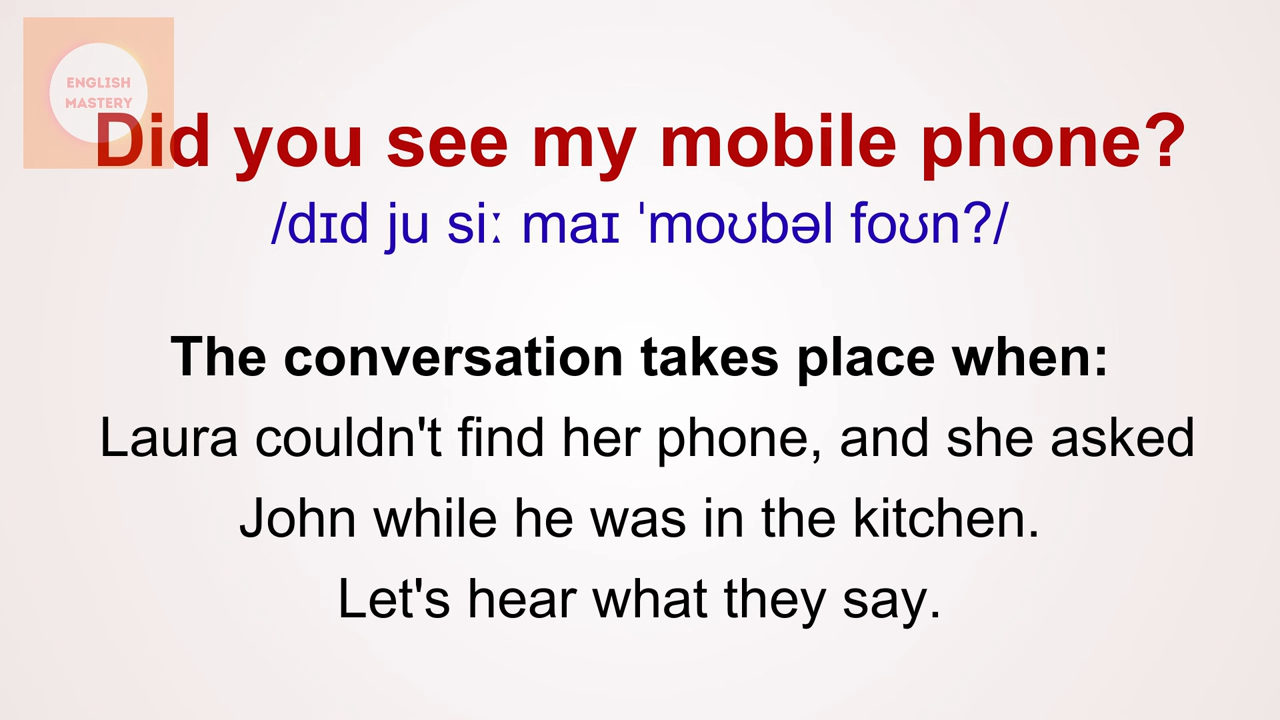 ENGLISH
MASTERY
Did you see my mobile phone?
/dɪd ju siː maɪ ˈmoʊbəl foʊn?/
The conversation takes place when:
Laura couldn't find her phone, and she asked
John while he was in the kitchen.
Let's hear what they say.